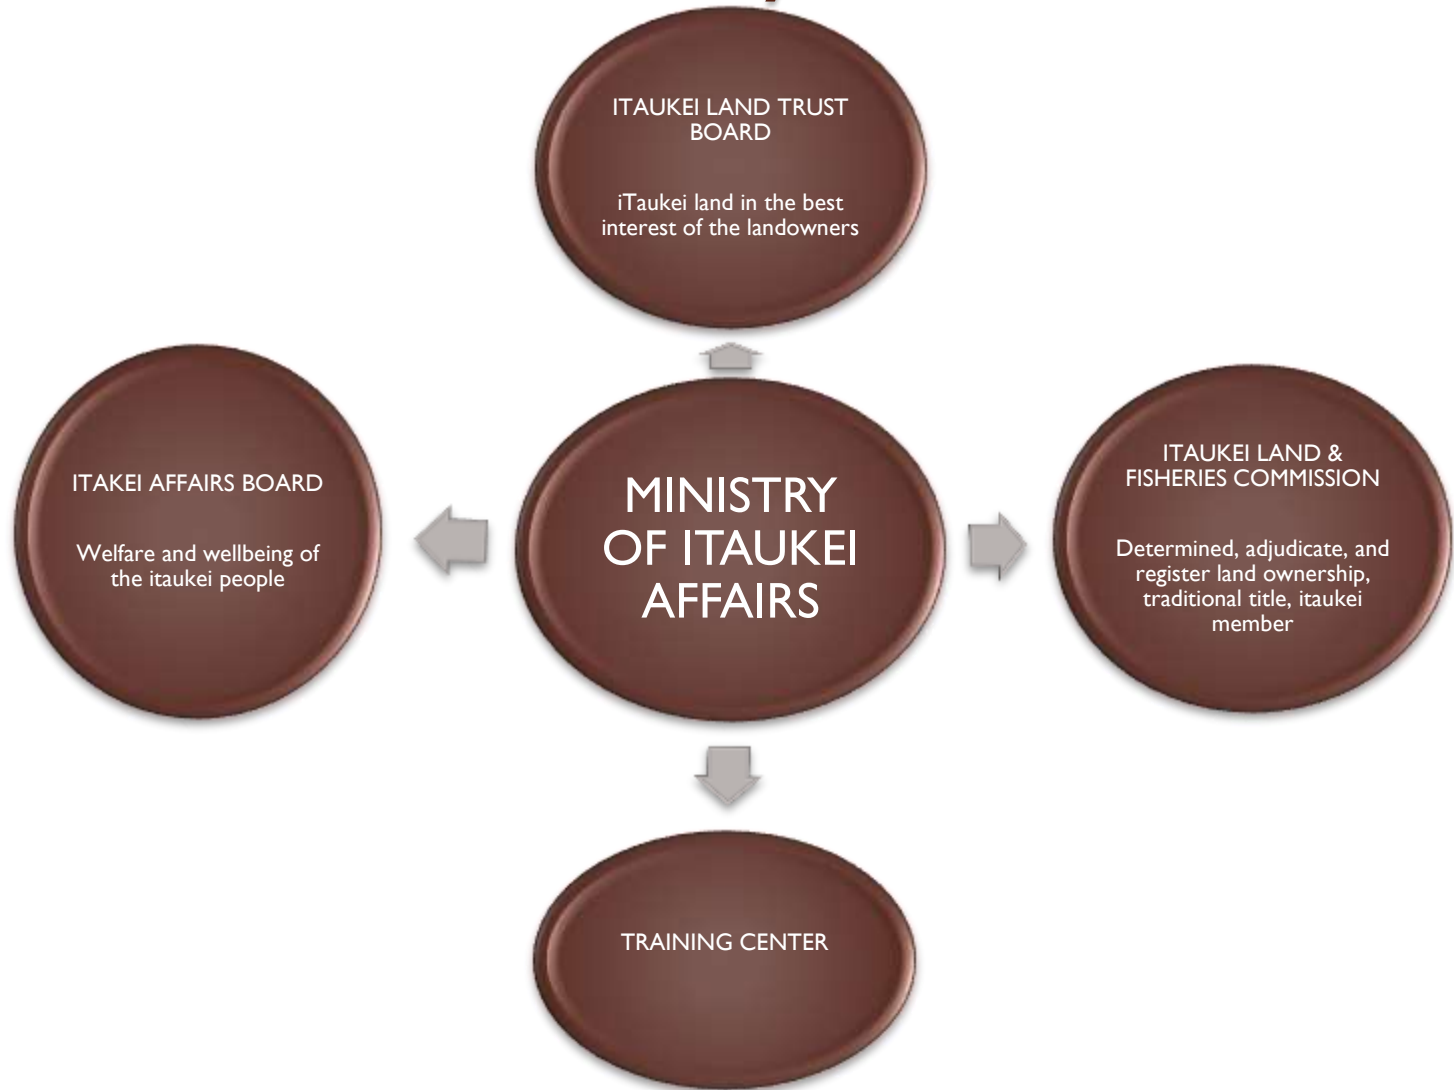 ITAUKEI LAND TRUST
BOARD
iTaukei land in the best
interest of the landowners
ITAKEI AFFAIRS BOARD
Welfare and wellbeing of
the itaukei people
MINISTRY
OF ITAUKEI
AFFAIRS
ITAUKEI LAND &
FISHERIES COMMISSION
Determined, adjudicate, and
register land ownership,
traditional title, itaukei
member
TRAINING CENTER